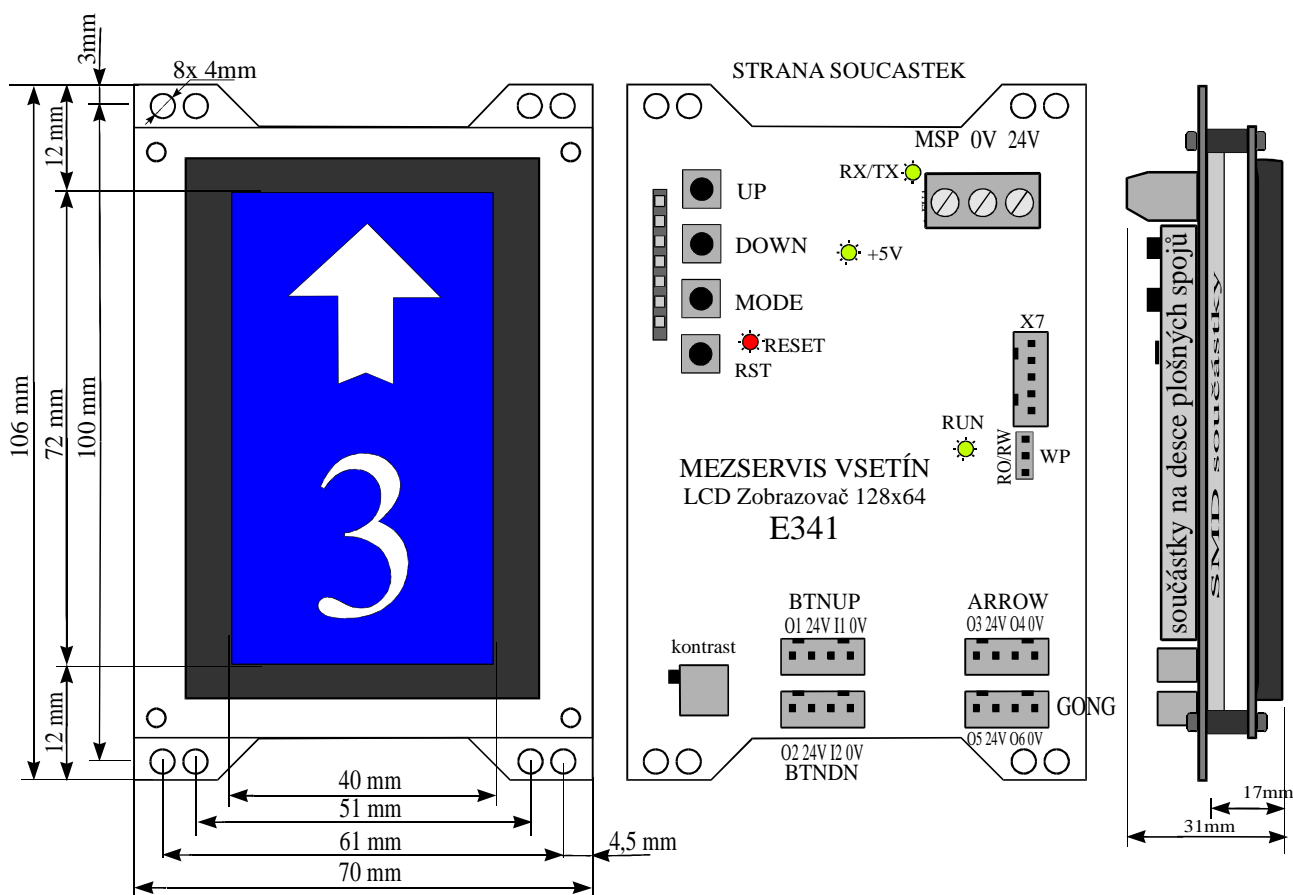 3mm
8x 4mm
12 mm
106 mm
72 mm
100 mm
12 mm
3
40 mm
51 mm
61 mm
4,5 mm
70 mm
STRANA SOUCASTEK
MSP 0V 24V
RX/TX
UP
DOWN
+5V
MODE
X7
RESET
RST
RUN
RO/RW
WP
MEZSERVIS VSETÍN
LCD Zobrazovač 128x64
E341
BTNUP
O1 24V I1 0V
ARROW
O3 24V O4 0V
kontrast
GONG
O2 24V I2 0V
BTNDN
O5 24V O6 0V
součástky na desce plošných spojů
SMD součástky
17mm
31mm